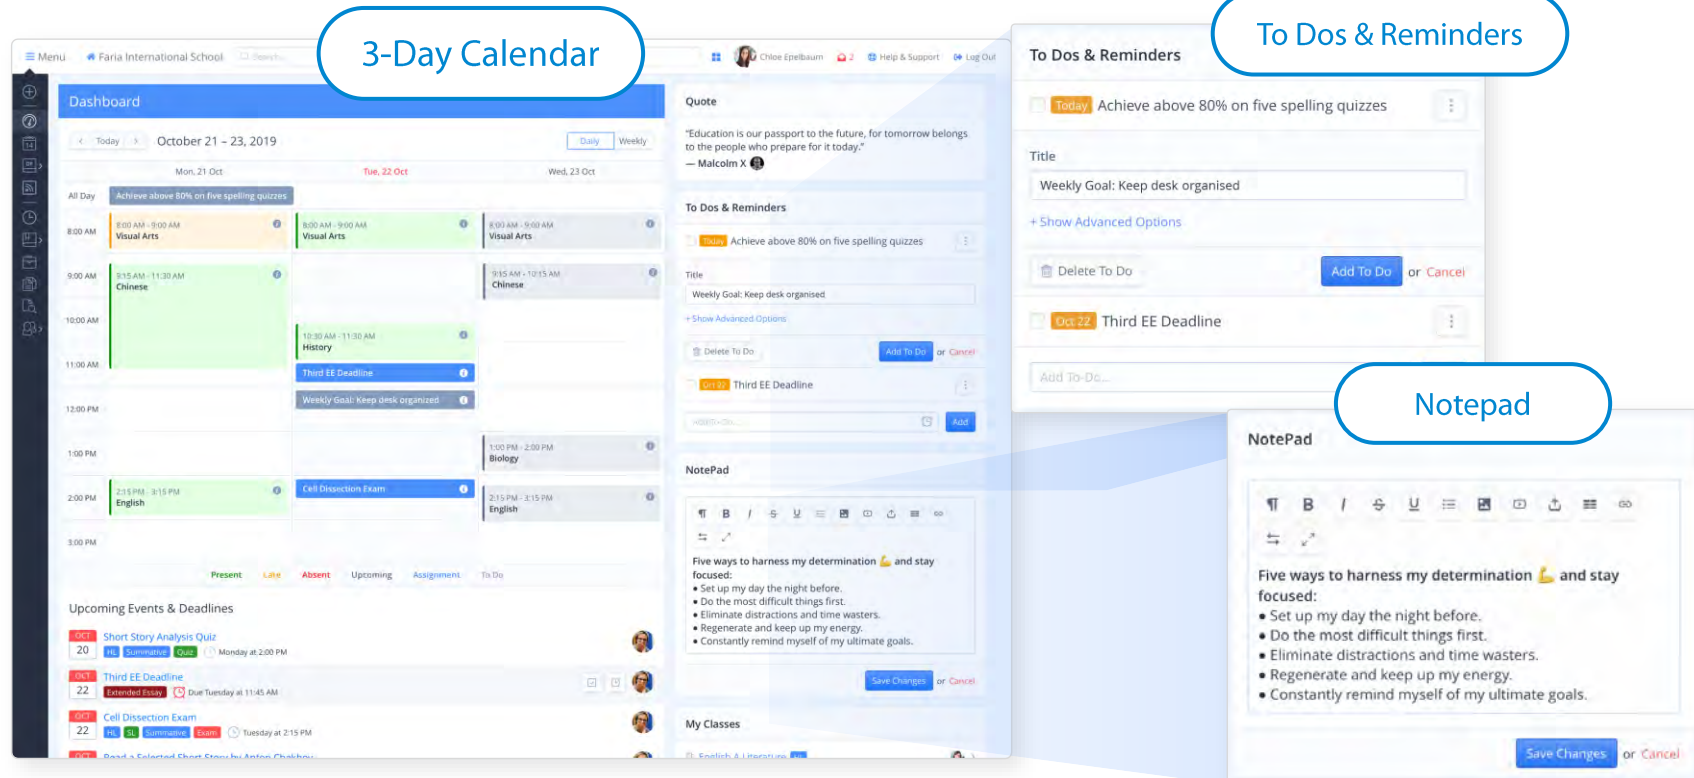 3-Day Calendar
To Dos & Reminders
Notepad
Menu
Faria International School
Search...
Chloe Epelbaum
2
Help & Support
Log Out
Dashboard
Today
October 21 – 23, 2019
Daily
Weekly
Mon, 21 Oct
Tue, 22 Oct
Wed, 23 Oct
All Day
Achieve above 80% on five spelling quizzes
8:00 AM
8:00 AM - 9:00 AM
Visual Arts
8:00 AM - 9:00 AM
Visual Arts
8:00 AM - 9:00 AM
Visual Arts
9:00 AM
9:15 AM - 11:30 AM
Chinese
9:15 AM - 10:15 AM
Chinese
10:00 AM
10:30 AM - 11:30 AM
History
11:00 AM
Third EE Deadline
Weekly Goal: Keep desk organized
12:00 PM
1:00 PM
1:00 PM - 2:00 PM
Biology
2:00 PM
2:15 PM - 3:15 PM
English
Cell Dissection Exam
2:15 PM - 3:15 PM
English
3:00 PM
Present
Late
Absent
Upcoming
Assignment
To Do
Upcoming Events & Deadlines
OCT
20
Short Story Analysis Quiz
HL Summative Quiz Monday at 2:00 PM
OCT
22
Third EE Deadline
Extended Essay Due Tuesday at 11:45 AM
OCT
22
Cell Dissection Exam
HL SL Summative Exam Tuesday at 2:15 PM
OCT
Read a Selected Short Story by Anton Chekhov
Quote
"Education is our passport to the future, for tomorrow belongs
to the people who prepare for it today."
— Malcolm X
To Dos & Reminders
Today Achieve above 80% on five spelling quizzes
Title
Weekly Goal: Keep desk organised
+ Show Advanced Options
Delete To Do
Add To Do or Cancel
Oct 22 Third EE Deadline
Add To-Do...
Add
NotePad
¶ B I S U
Five ways to harness my determination 💪 and stay
focused:
• Set up my day the night before.
• Do the most difficult things first.
• Eliminate distractions and time wasters.
• Regenerate and keep up my energy.
• Constantly remind myself of my ultimate goals.
Save Changes or Cancel
My Classes
English A Literature HL
To Dos & Reminders
Today Achieve above 80% on five spelling quizzes
Title
Weekly Goal: Keep desk organised
+ Show Advanced Options
Delete To Do
Add To Do or Cancel
Oct 22 Third EE Deadline
Add To-Do...
NotePad
¶ B I S U
Five ways to harness my determination 💪 and stay
focused:
• Set up my day the night before.
• Do the most difficult things first.
• Eliminate distractions and time wasters.
• Regenerate and keep up my energy.
• Constantly remind myself of my ultimate goals.
Save Changes or Cancel